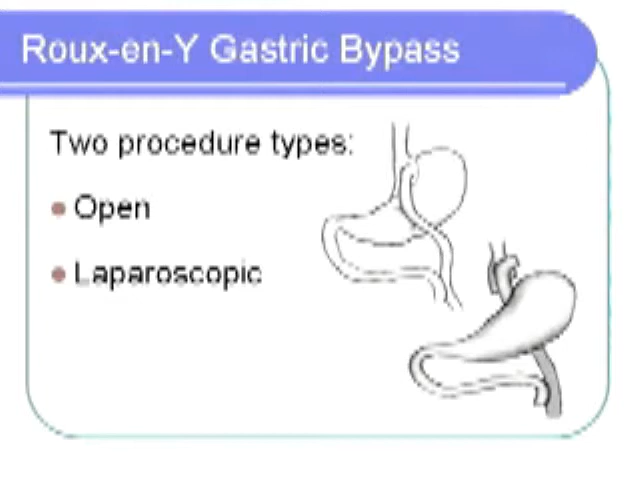 Roux-en-Y Gastric Bypass
Two procedure types:
Open
Laparoscopic